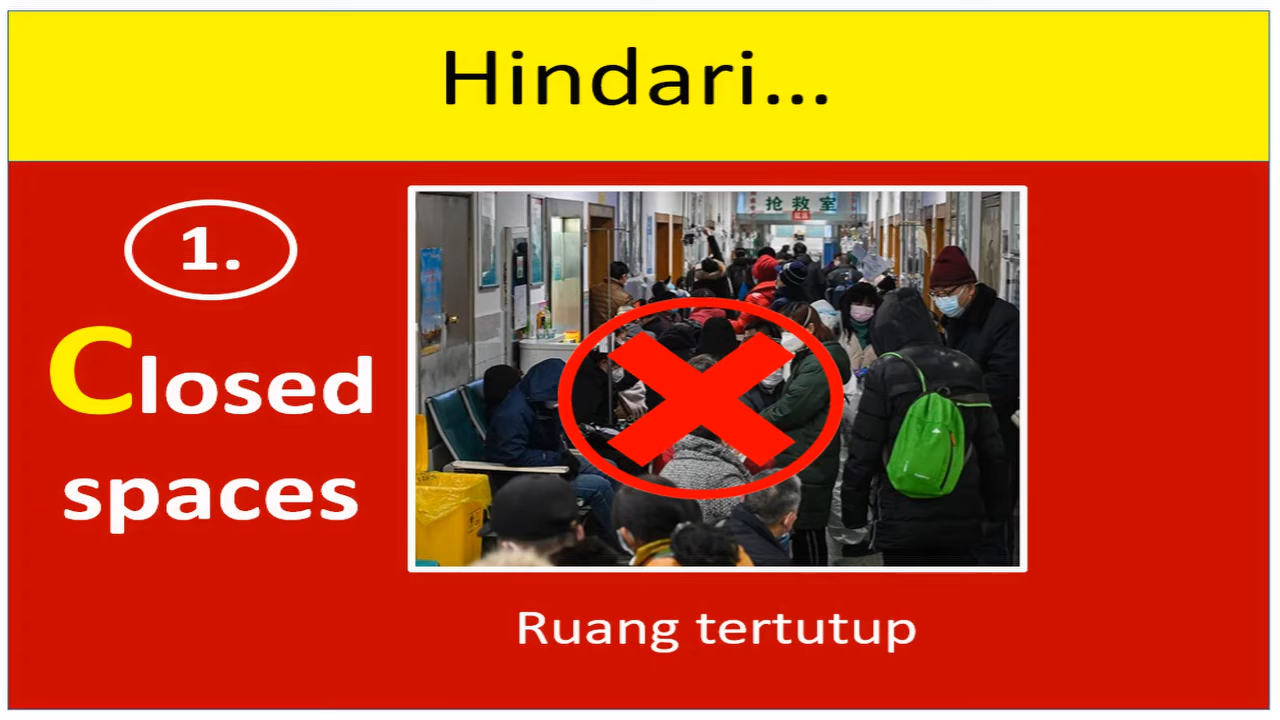 Hindari...
1.
Closed
spaces
抢救室
Ruang tertutup